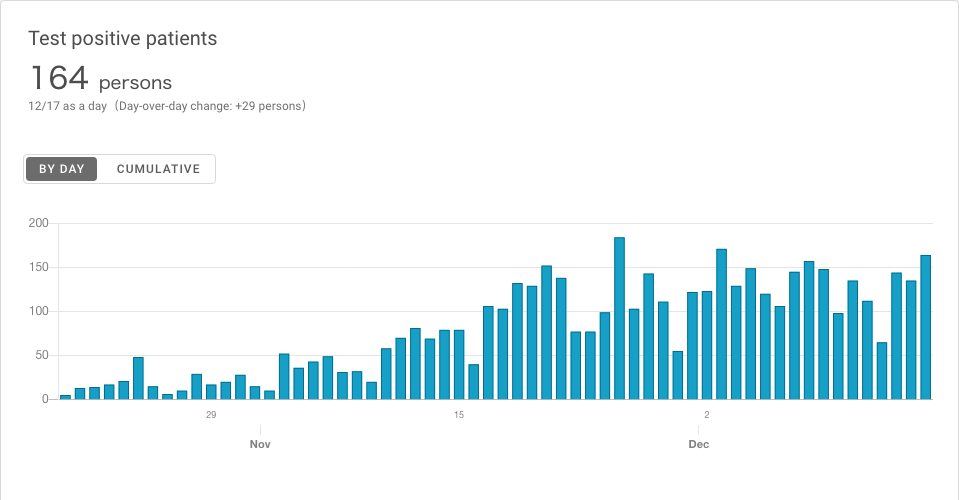 Test positive patients
164 persons
12/17 as a day (Day-over-day change: +29 persons)
BY DAY CUMULATIVE
200
150
100
50
0
29 15 2
Nov Dec